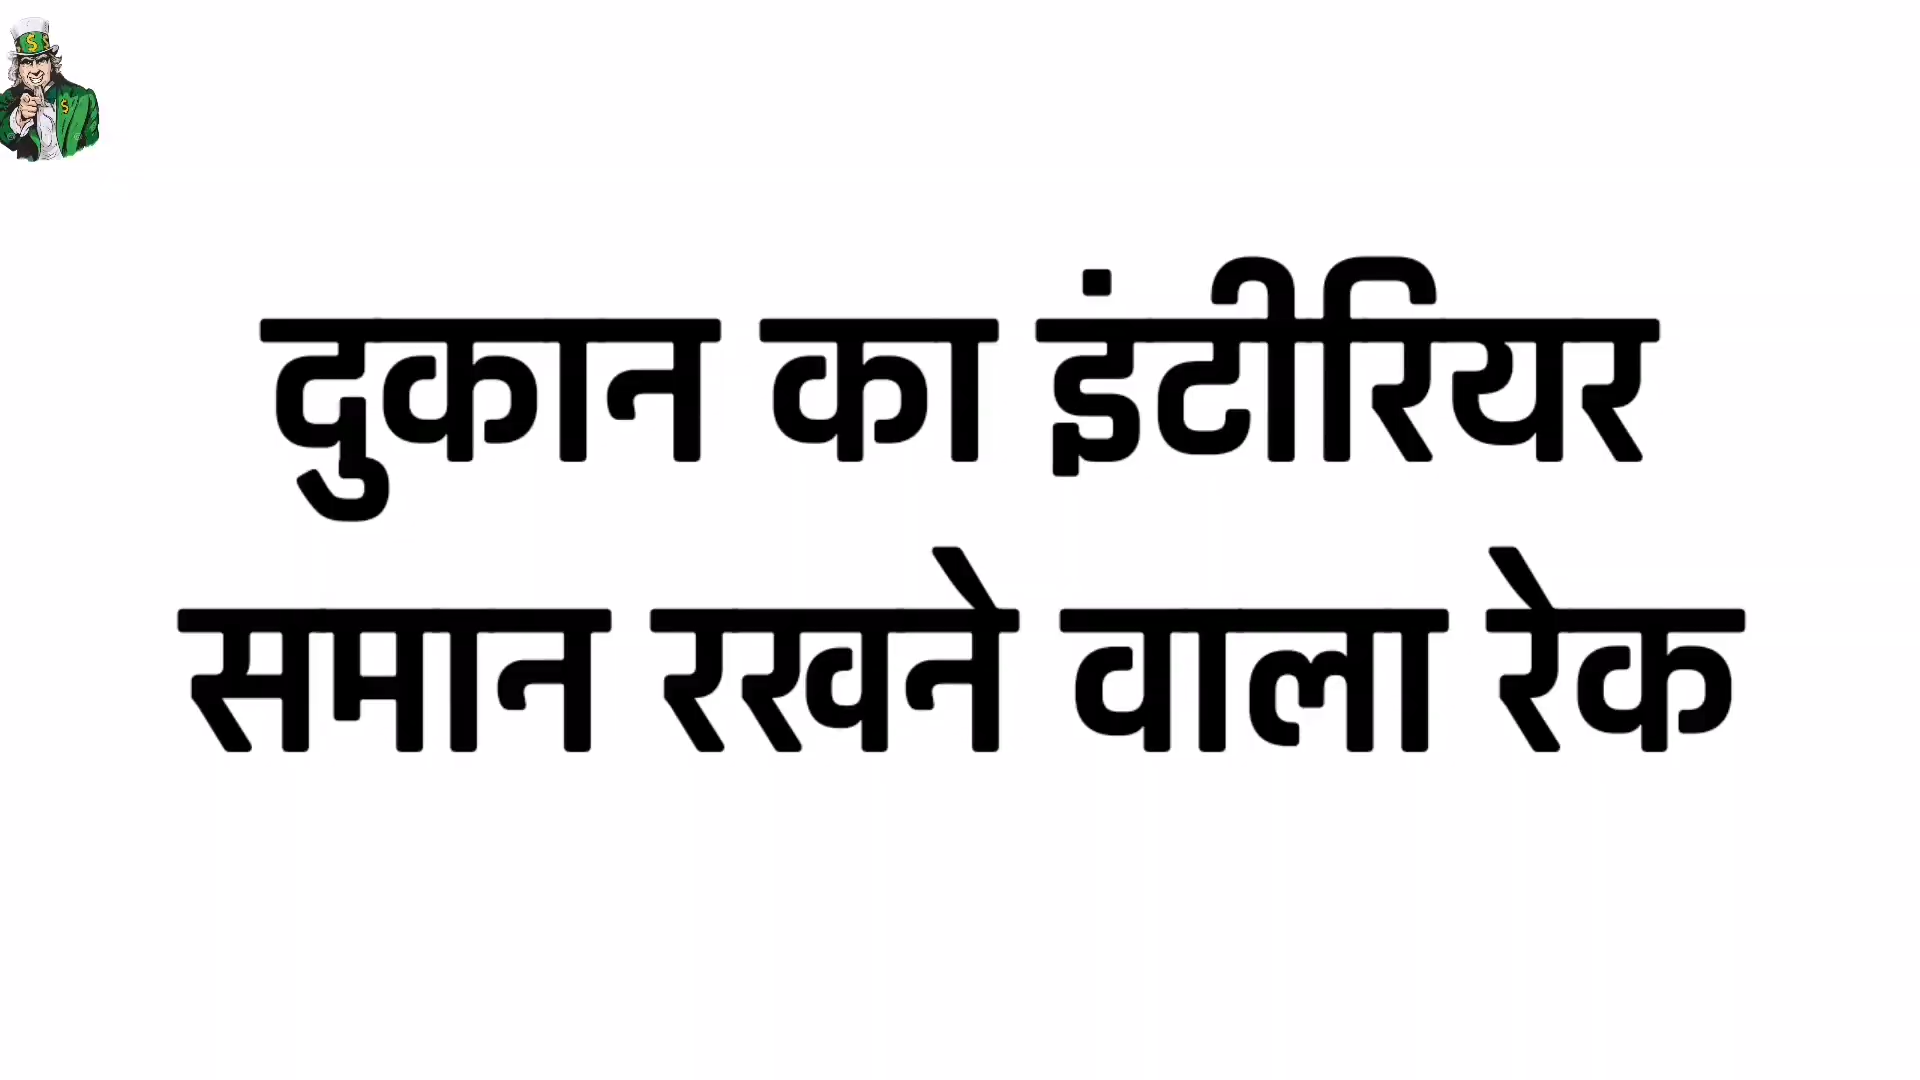 दुकान का इंटीरियर
समान रखने वाला रेक